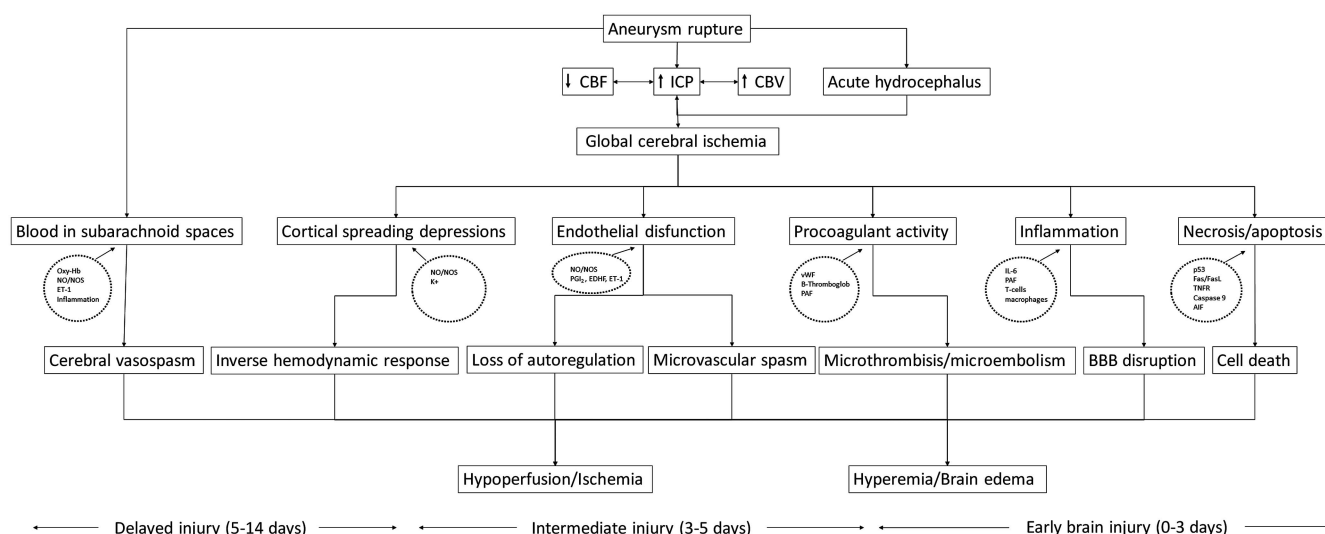 Aneurysm rupture
↓ CBF
↑ ICP
↑ CBV
Acute hydrocephalus
Global cerebral ischemia
Blood in subarachnoid spaces
Cortical spreading depressions
Endothelial disfunction
Procoagulant activity
Inflammation
Necrosis/apoptosis
Oxy-Hb
NO/NOS
ET-1
Inflammation
NO/NOS
K+
NO/NOS
PGI₂, EDHF, ET-1
vWF
B-Thromboglob
PAF
IL-6
PAF
T-cells
macrophages
p53
Fas/FasL
TNFR
Caspase 9
AIF
Cerebral vasospasm
Inverse hemodynamic response
Loss of autoregulation
Microvascular spasm
Microthrombisis/microembolism
BBB disruption
Cell death
Hypoperfusion/Ischemia
Hyperemia/Brain edema
Delayed injury (5-14 days)
Intermediate injury (3-5 days)
Early brain injury (0-3 days)